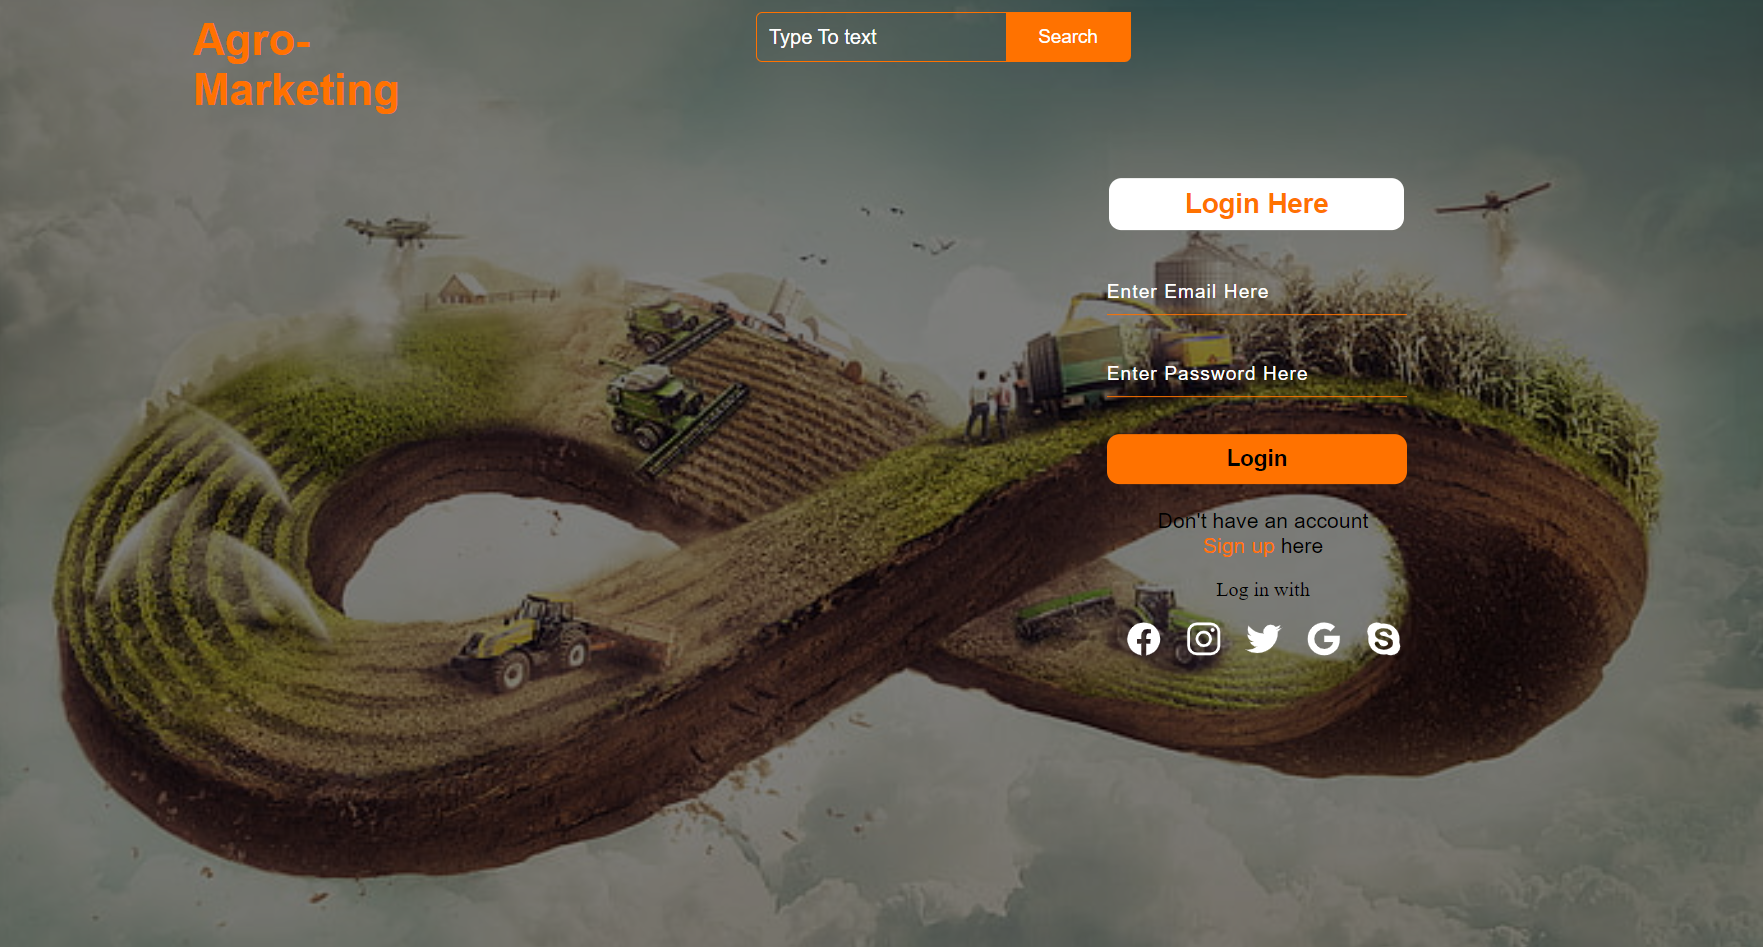 Agro-
Marketing
Type To text
Search
Login Here
Enter Email Here
Enter Password Here
Login
Don't have an account
Sign up here
Log in with